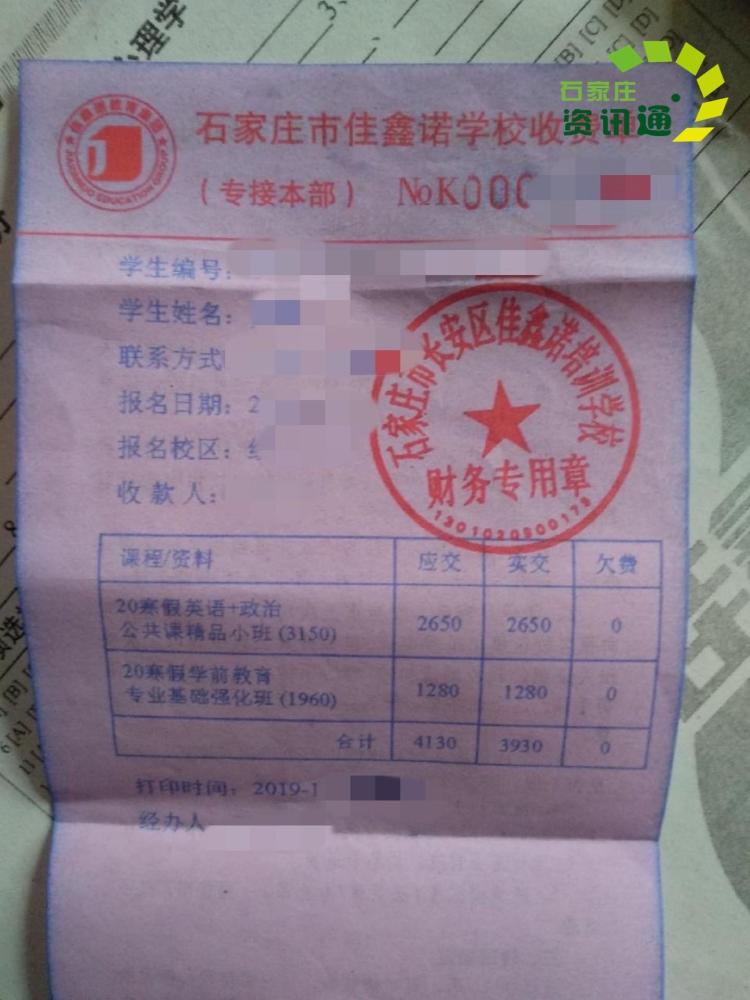 石家庄
资讯通
石家庄市佳鑫诺学校收费单
(专接本部) №K000
学生编号:
学生姓名:
联系方式
报名日期: 2
报名校区:
收 款 人:
石家庄市长安区佳鑫诺培训学校
财务专用章
1301020900173
课程/资料 应交 实交 欠费
20寒假英语+政治
公共课精品小班 (3150) 2650 2650 0
20寒假学前教育
专业基础强化班 (1960) 1280 1280 0
合计 4130 3930 0
打印时间: 2019-1
经办人